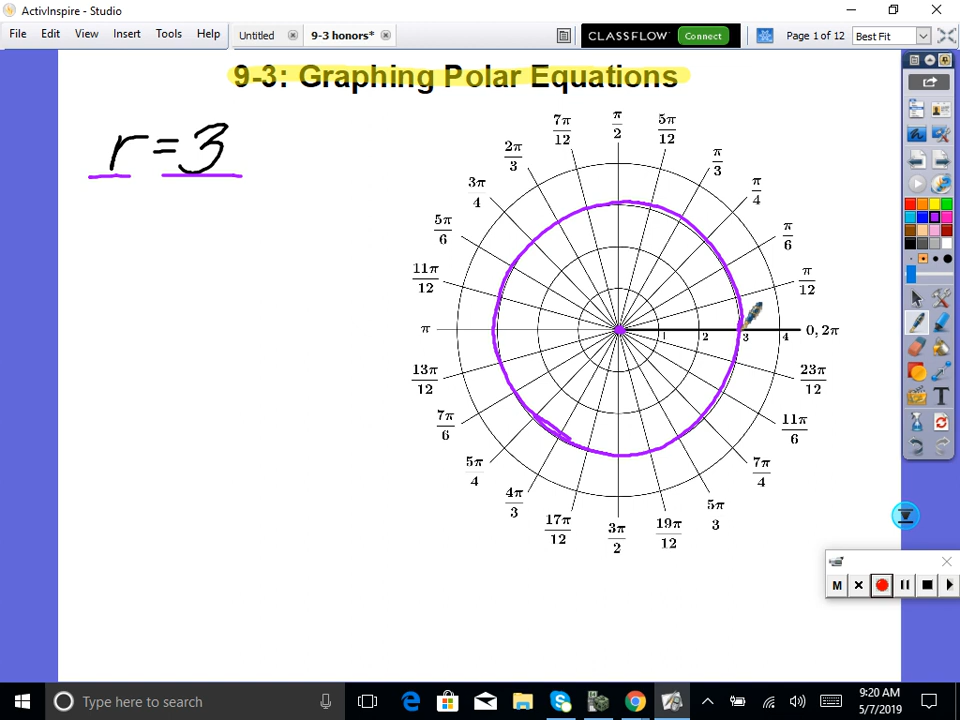 ActivInspire - Studio
File Edit View Insert Tools Help
Untitled 9-3 honors*
CLASSFLOW Connect
Page 1 of 12 Best Fit
9-3: Graphing Polar Equations
r = 3
π/2
7π/12 5π/12
2π/3 π/3
3π/4 π/4
5π/6 π/6
11π/12 π/12
π 1 2 3 4 0, 2π
13π/12 23π/12
7π/6 11π/6
5π/4 7π/4
4π/3 5π/3
17π/12 3π/2 19π/12
T
M
Type here to search
9:20 AM
5/7/2019